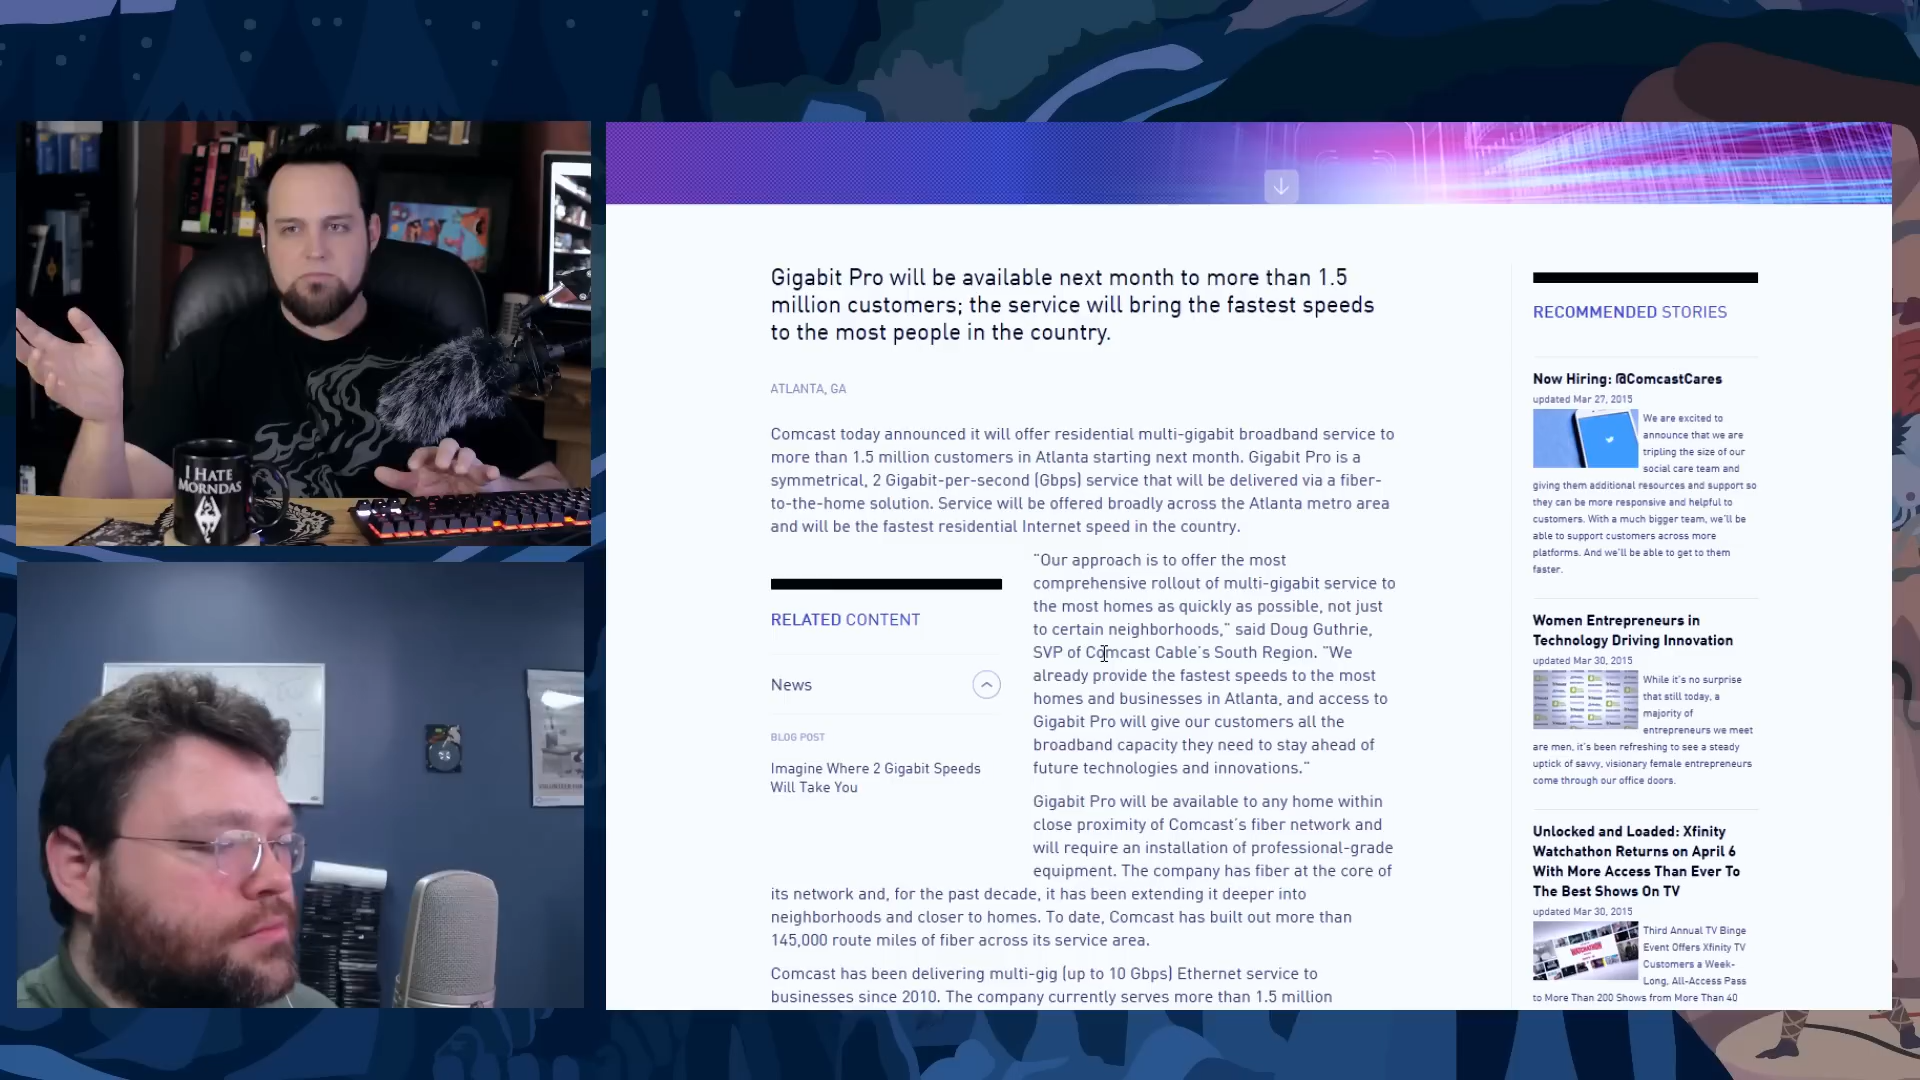 I HATE
MORNDAS
Gigabit Pro will be available next month to more than 1.5
million customers; the service will bring the fastest speeds
to the most people in the country.
ATLANTA, GA
Comcast today announced it will offer residential multi-gigabit broadband service to
more than 1.5 million customers in Atlanta starting next month. Gigabit Pro is a
symmetrical, 2 Gigabit-per-second (Gbps) service that will be delivered via a fiber-
to-the-home solution. Service will be offered broadly across the Atlanta metro area
and will be the fastest residential Internet speed in the country.
"Our approach is to offer the most
comprehensive rollout of multi-gigabit service to
the most homes as quickly as possible, not just
to certain neighborhoods," said Doug Guthrie,
SVP of Comcast Cable's South Region. "We
already provide the fastest speeds to the most
homes and businesses in Atlanta, and access to
Gigabit Pro will give our customers all the
broadband capacity they need to stay ahead of
future technologies and innovations."
RELATED CONTENT
News
BLOG POST
Imagine Where 2 Gigabit Speeds
Will Take You
Gigabit Pro will be available to any home within
close proximity of Comcast's fiber network and
will require an installation of professional-grade
equipment. The company has fiber at the core of
its network and, for the past decade, it has been extending it deeper into
neighborhoods and closer to homes. To date, Comcast has built out more than
145,000 route miles of fiber across its service area.
Comcast has been delivering multi-gig (up to 10 Gbps) Ethernet service to
businesses since 2010. The company currently serves more than 1.5 million
RECOMMENDED STORIES
Now Hiring: @ComcastCares
updated Mar 27, 2015
We are excited to
announce that we are
tripling the size of our
social care team and
giving them additional resources and support so
they can be more responsive and helpful to
customers. With a much bigger team, we'll be
able to support customers across more
platforms. And we'll be able to get to them
faster.
Women Entrepreneurs in
Technology Driving Innovation
updated Mar 30, 2015
While it's no surprise
that still today, a
majority of
entrepreneurs we meet
are men, it's been refreshing to see a steady
uptick of savvy, visionary female entrepreneurs
come through our office doors.
Unlocked and Loaded: Xfinity
Watchathon Returns on April 6
With More Access Than Ever To
The Best Shows On TV
updated Mar 30, 2015
WATCHATHON
Third Annual TV Binge
Event Offers Xfinity TV
Customers a Week-
Long, All-Access Pass
to More Than 200 Shows from More Than 40